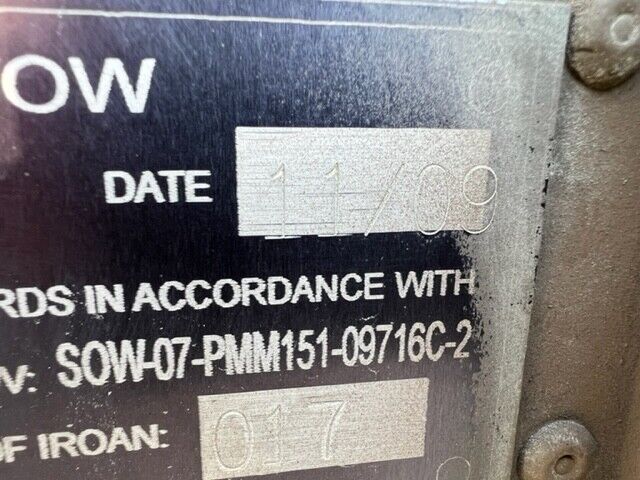 OW
DATE 11/09
RDS IN ACCORDANCE WITH
V: SOW-07-PMM151-09716C-2
OF IROAN: 017